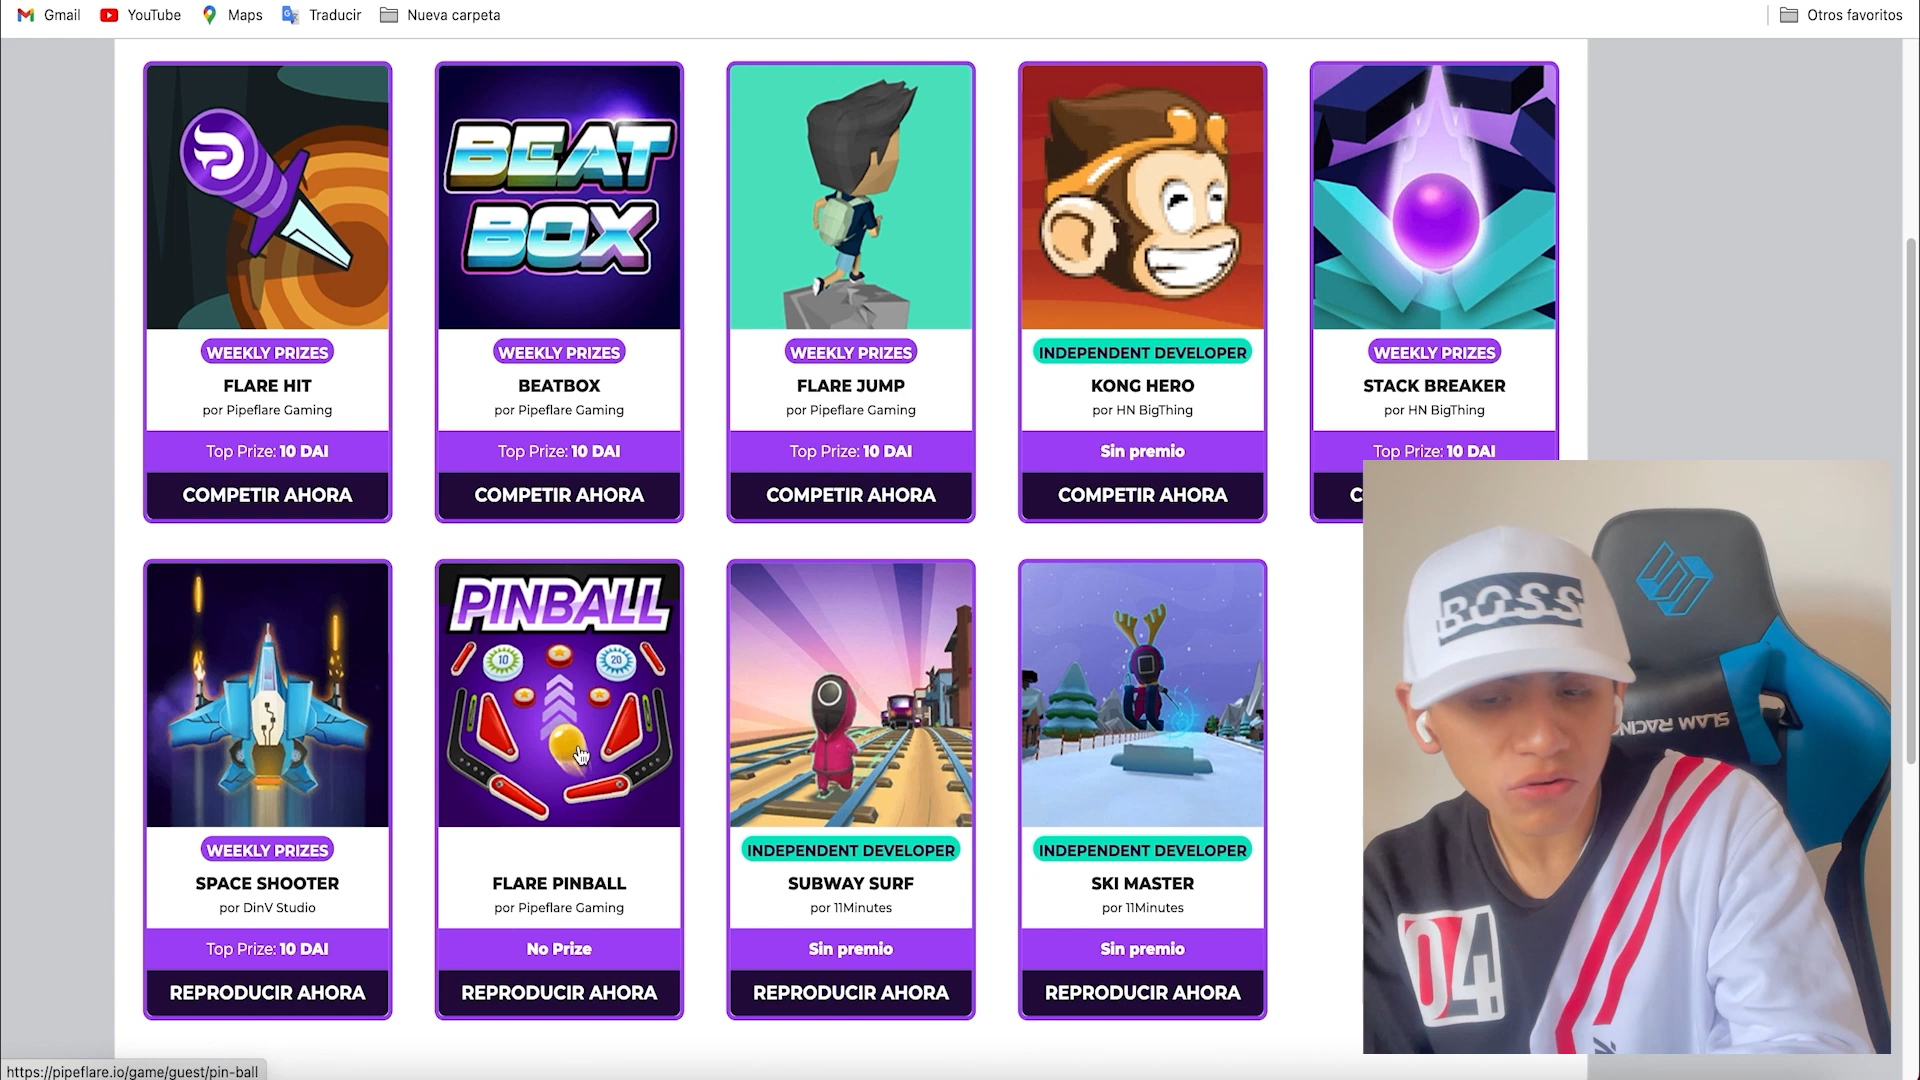 Gmail
YouTube
Maps
Traducir
Nueva carpeta
Otros favoritos
BEAT
BOX
WEEKLY PRIZES
FLARE HIT
por Pipeflare Gaming
Top Prize: 10 DAI
COMPETIR AHORA
WEEKLY PRIZES
BEATBOX
por Pipeflare Gaming
Top Prize: 10 DAI
COMPETIR AHORA
WEEKLY PRIZES
FLARE JUMP
por Pipeflare Gaming
Top Prize: 10 DAI
COMPETIR AHORA
INDEPENDENT DEVELOPER
KONG HERO
por HN BigThing
Sin premio
COMPETIR AHORA
WEEKLY PRIZES
STACK BREAKER
por HN BigThing
Top Prize: 10 DAI
C
WEEKLY PRIZES
SPACE SHOOTER
por DinV Studio
Top Prize: 10 DAI
REPRODUCIR AHORA
PINBALL
10
20
FLARE PINBALL
por Pipeflare Gaming
No Prize
REPRODUCIR AHORA
INDEPENDENT DEVELOPER
SUBWAY SURF
por 11Minutes
Sin premio
REPRODUCIR AHORA
INDEPENDENT DEVELOPER
SKI MASTER
por 11Minutes
Sin premio
REPRODUCIR AHORA
BOSS
SLAM RACING
04
https://pipeflare.io/game/guest/pin-ball